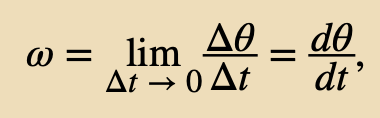 ω = lim_{Δt → 0} Δθ/Δt = dθ/dt,